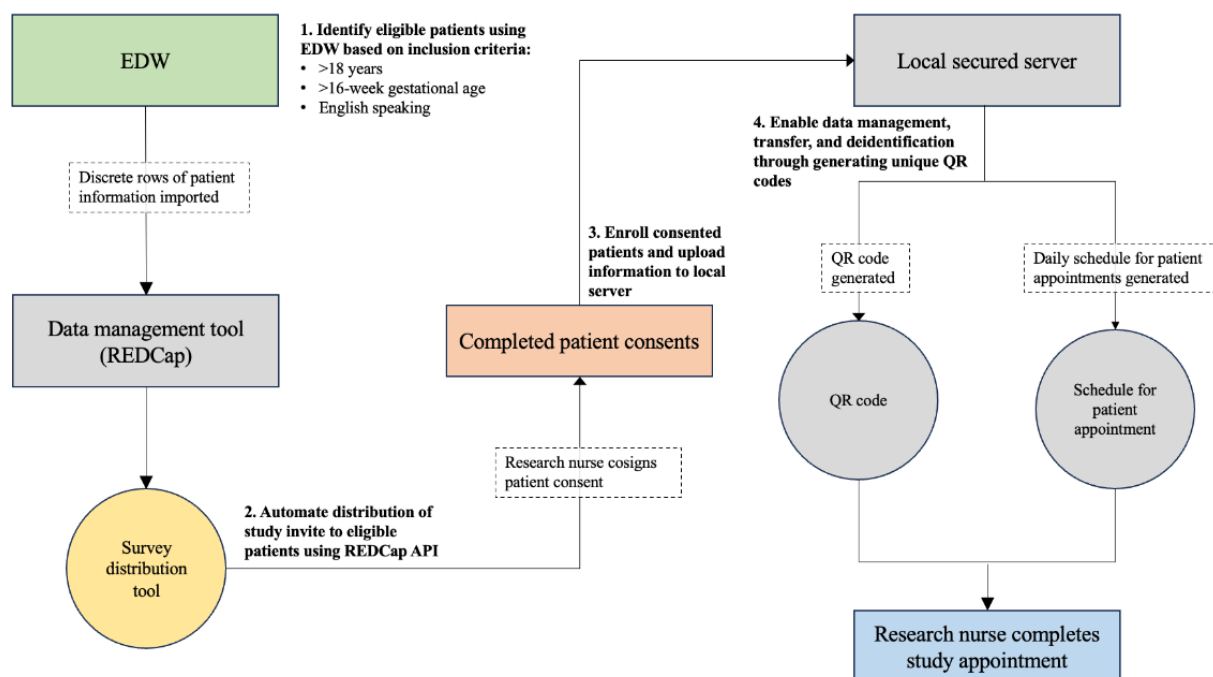 EDW
1. Identify eligible patients using
EDW based on inclusion criteria:
• >18 years
• >16-week gestational age
• English speaking
Discrete rows of patient
information imported
Data management tool
(REDCap)
Survey
distribution
tool
2. Automate distribution of
study invite to eligible
patients using REDCap API
Research nurse cosigns
patient consent
Completed patient consents
3. Enroll consented
patients and upload
information to local
server
Local secured server
4. Enable data management,
transfer, and deidentification
through generating unique QR
codes
QR code
generated
Daily schedule for patient
appointments generated
QR code
Schedule for
patient
appointment
Research nurse completes
study appointment